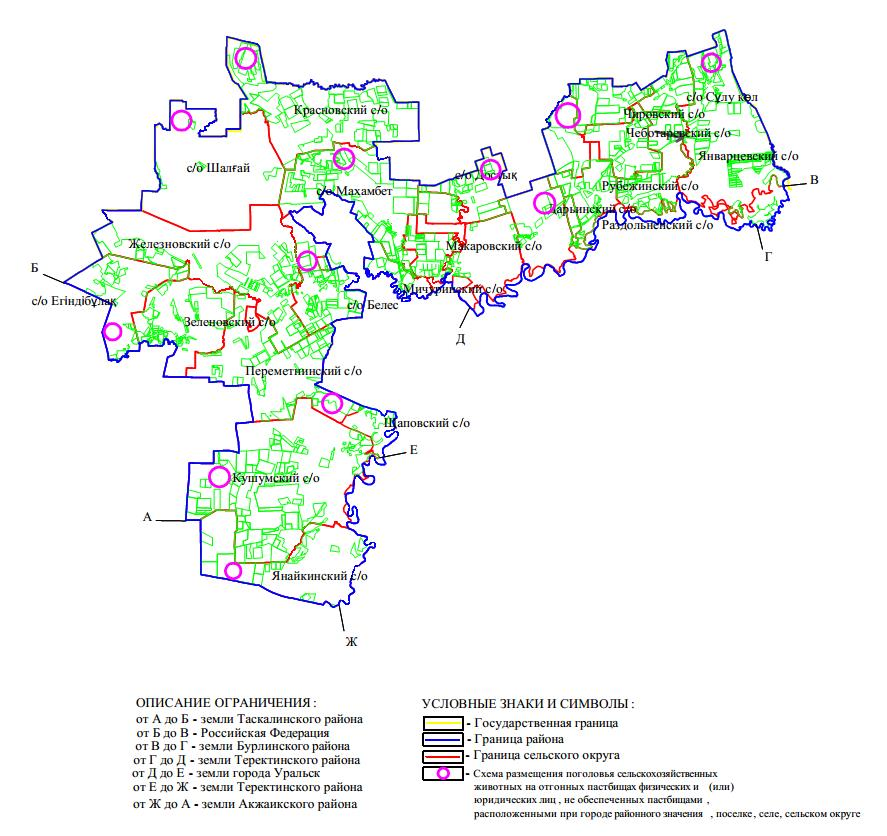 Красновский с/о
с/о Сұлу көл
Чировский с/о
Чеботаревский с/о
Январцевский с/о
с/о Шалғай
с/о Достық
В
с/о Махамбет
Рубежинский с/о
Дарьинский с/о
Раздольненский с/о
Железновский с/о
Макаровский с/о
Г
Б
Мичуринский с/о
с/о Егіндібұлақ
с/о Белес
Зеленовский с/о
Д
Переметнинский с/о
Щаповский с/о
Е
Кушумский с/о
А
Янайкинский с/о
Ж
ОПИСАНИЕ ОГРАНИЧЕНИЯ :
от А до Б - земли Таскалинского района
от Б до В - Российская Федерация
от В до Г - земли Бурлинского района
от Г до Д - земли Теректинского района
от Д до Е - земли города Уральск
от Е до Ж - земли Теректинского района
от Ж до А - земли Акжаикского района
УСЛОВНЫЕ ЗНАКИ И СИМВОЛЫ :
- Государственная граница
- Граница района
- Граница сельского округа
- Схема размещения поголовья сельскохозяйственных
животных на отгонных пастбищах физических и (или)
юридических лиц , не обеспеченных пастбищами ,
расположенными при городе районного значения , поселке, селе, сельском округе